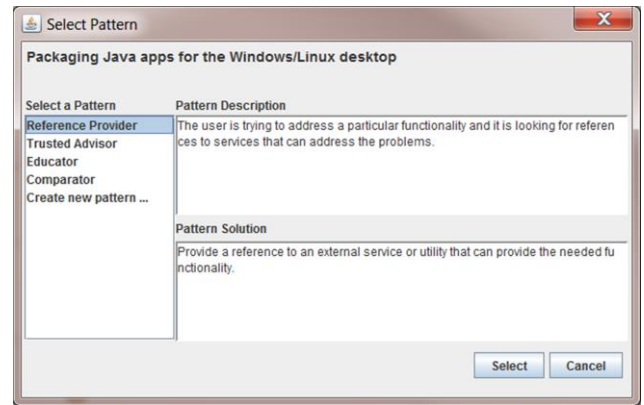 Select Pattern
Packaging Java apps for the Windows/Linux desktop
Select a Pattern
Reference Provider
Trusted Advisor
Educator
Comparator
Create new pattern ...
Pattern Description
The user is trying to address a particular functionality and it is looking for referen
ces to services that can address the problems.
Pattern Solution
Provide a reference to an external service or utility that can provide the needed fu
nctionality.
Select Cancel